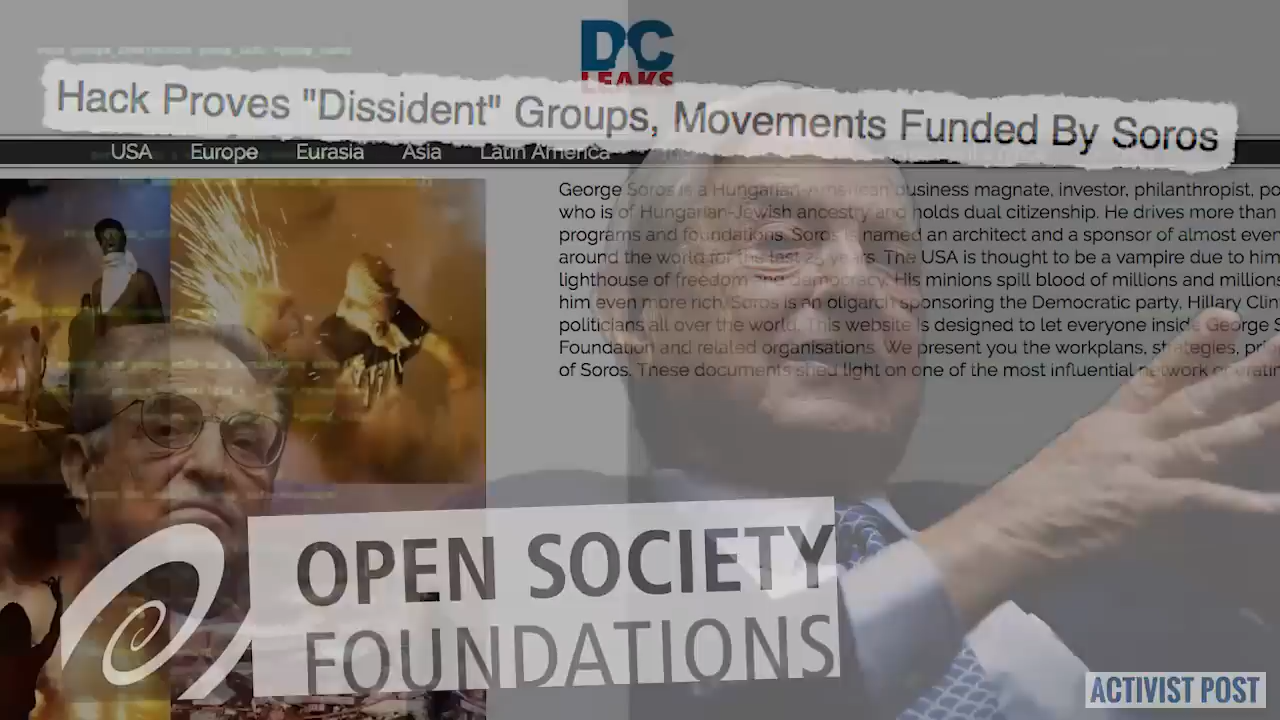 DC
LEAKS
Hack Proves "Dissident" Groups, Movements Funded By Soros
USA Europe Eurasia Asia Latin America
George Soros is a Hungarian-American business magnate, investor, philanthropist, po
who is of Hungarian-Jewish ancestry and holds dual citizenship. He drives more than
programs and foundations. Soros is named an architect and a sponsor of almost ever
around the world for the last 25 years. The USA is thought to be a vampire due to him
lighthouse of freedom and democracy. His minions spill blood of millions and millions
him even more rich. Soros is an oligarch sponsoring the Democratic party, Hillary Clin
politicians all over the world. This website is designed to let everyone inside George S
Foundation and related organisations. We present you the workplans, strategies, pri
of Soros. These documents shed light on one of the most influential network operatin
OPEN SOCIETY
FOUNDATIONS
ACTIVIST POST